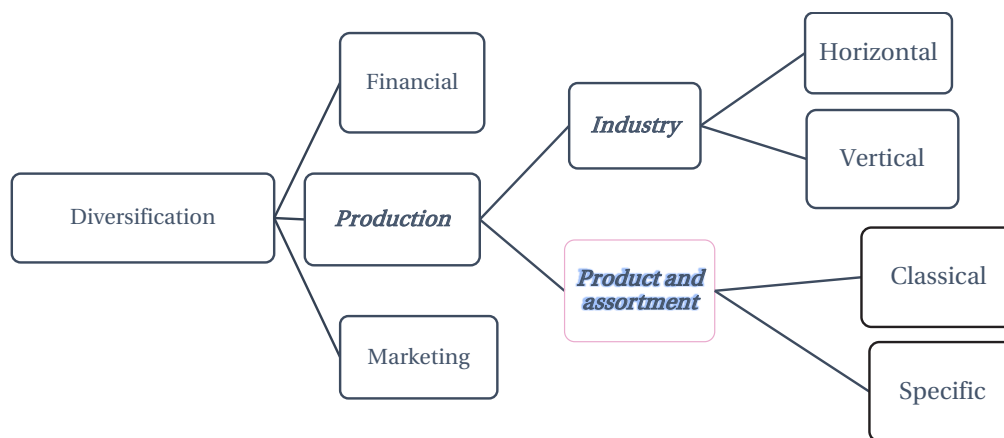 Diversification
Financial
Production
Marketing
Industry
Product and
assortment
Horizontal
Vertical
Classical
Specific